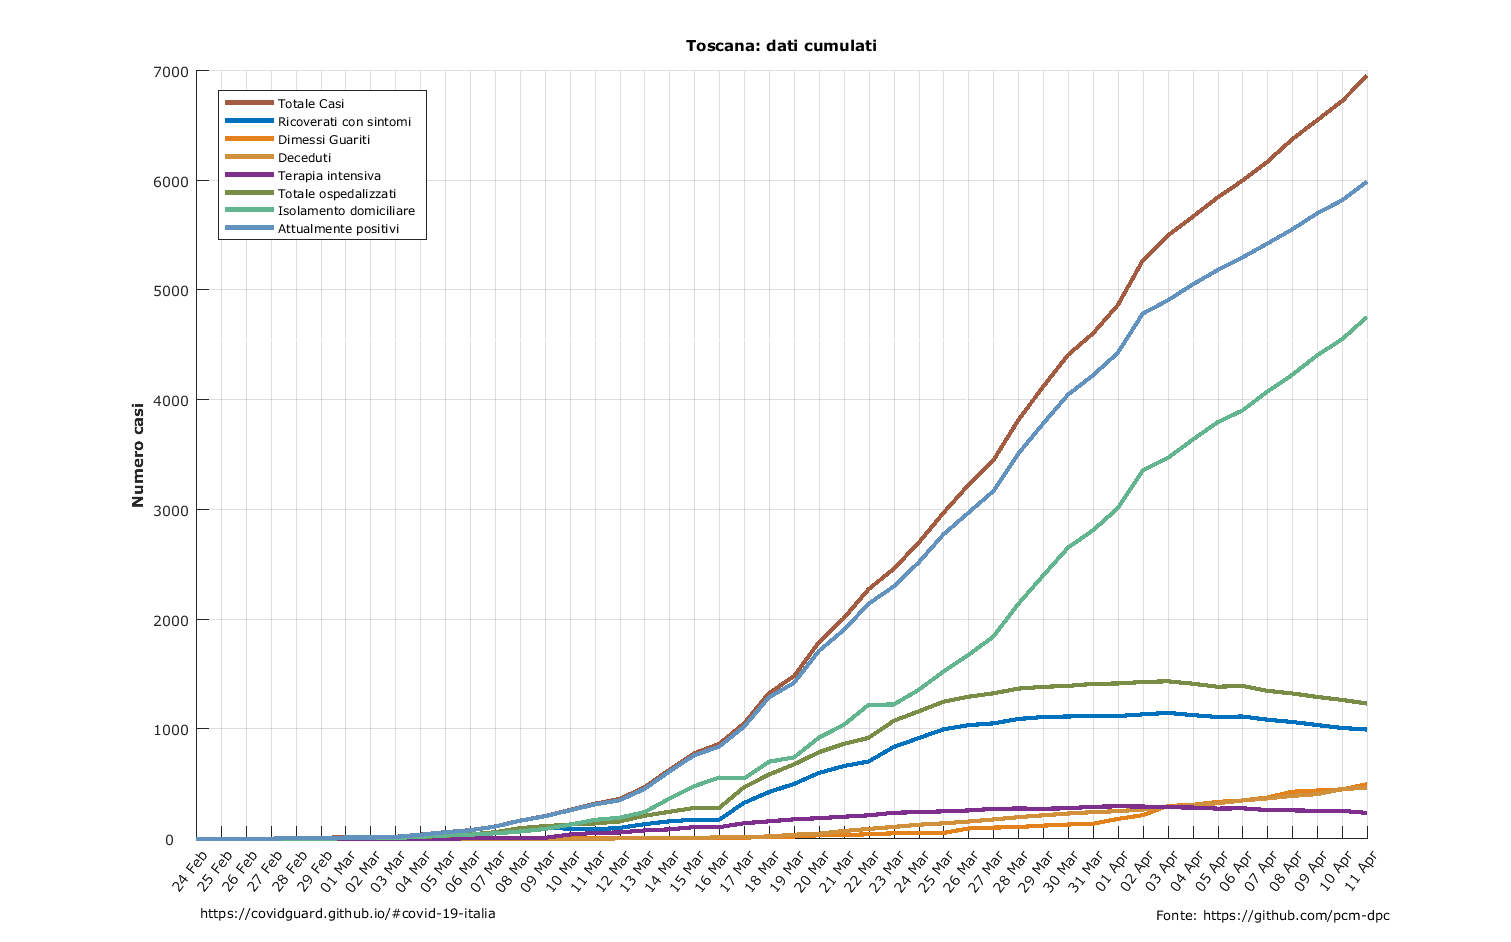 Toscana: dati cumulati
7000
6000
5000
4000
3000
2000
1000
0
Numero casi
Totale Casi
Ricoverati con sintomi
Dimessi Guariti
Deceduti
Terapia intensiva
Totale ospedalizzati
Isolamento domiciliare
Attualmente positivi
24 Feb
25 Feb
26 Feb
27 Feb
28 Feb
29 Feb
01 Mar
02 Mar
03 Mar
04 Mar
05 Mar
06 Mar
07 Mar
08 Mar
09 Mar
10 Mar
11 Mar
12 Mar
13 Mar
14 Mar
15 Mar
16 Mar
17 Mar
18 Mar
19 Mar
20 Mar
21 Mar
22 Mar
23 Mar
24 Mar
25 Mar
26 Mar
27 Mar
28 Mar
29 Mar
30 Mar
31 Mar
01 Apr
02 Apr
03 Apr
04 Apr
05 Apr
06 Apr
07 Apr
08 Apr
09 Apr
10 Apr
11 Apr
https://covidguard.github.io/#covid-19-italia
Fonte: https://github.com/pcm-dpc